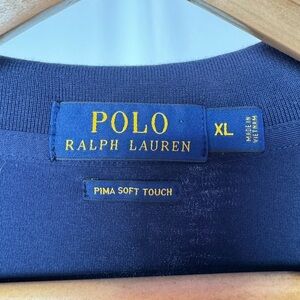 POLO
RALPH LAUREN
XL
MADE IN
VIETNAM
PIMA SOFT TOUCH